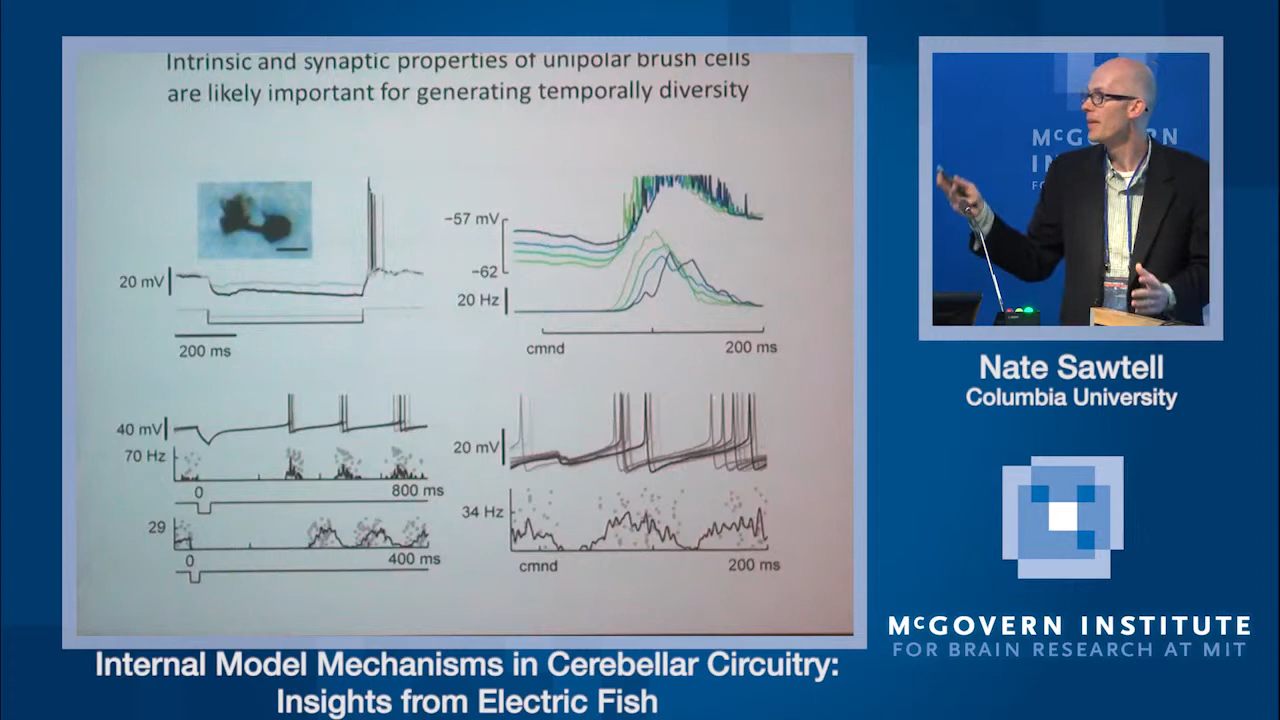 Intrinsic and synaptic properties of unipolar brush cells
are likely important for generating temporally diversity
20 mV
200 ms
−57 mV
−62
20 Hz
cmnd
200 ms
40 mV
70 Hz
0
800 ms
29
0
400 ms
20 mV
34 Hz
cmnd
200 ms
Nate Sawtell
Columbia University
McGOVERN INSTITUTE
FOR BRAIN RESEARCH AT MIT
Internal Model Mechanisms in Cerebellar Circuitry:
Insights from Electric Fish